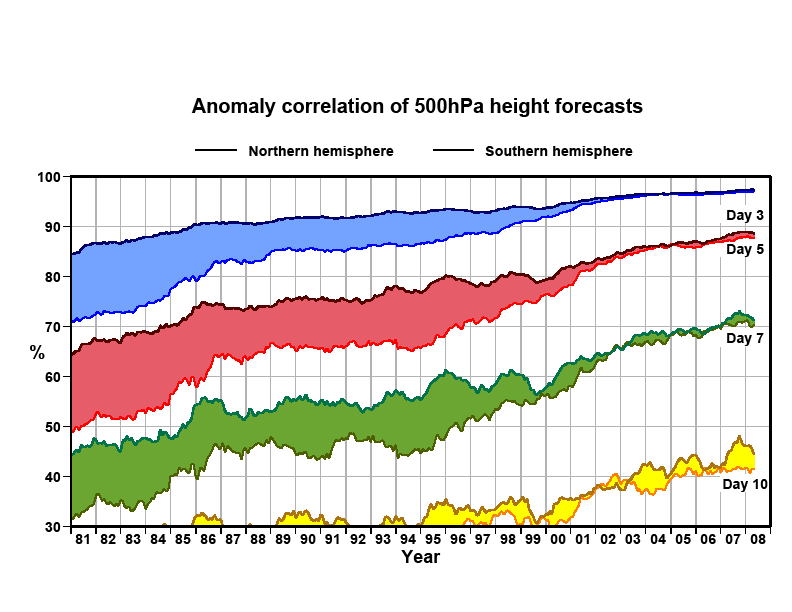 Anomaly correlation of 500hPa height forecasts
Northern hemisphere Southern hemisphere
100
90
80
70
60
50
40
30
%
Day 3
Day 5
Day 7
Day 10
81 82 83 84 85 86 87 88 89 90 91 92 93 94 95 96 97 98 99 00 01 02 03 04 05 06 07 08
Year